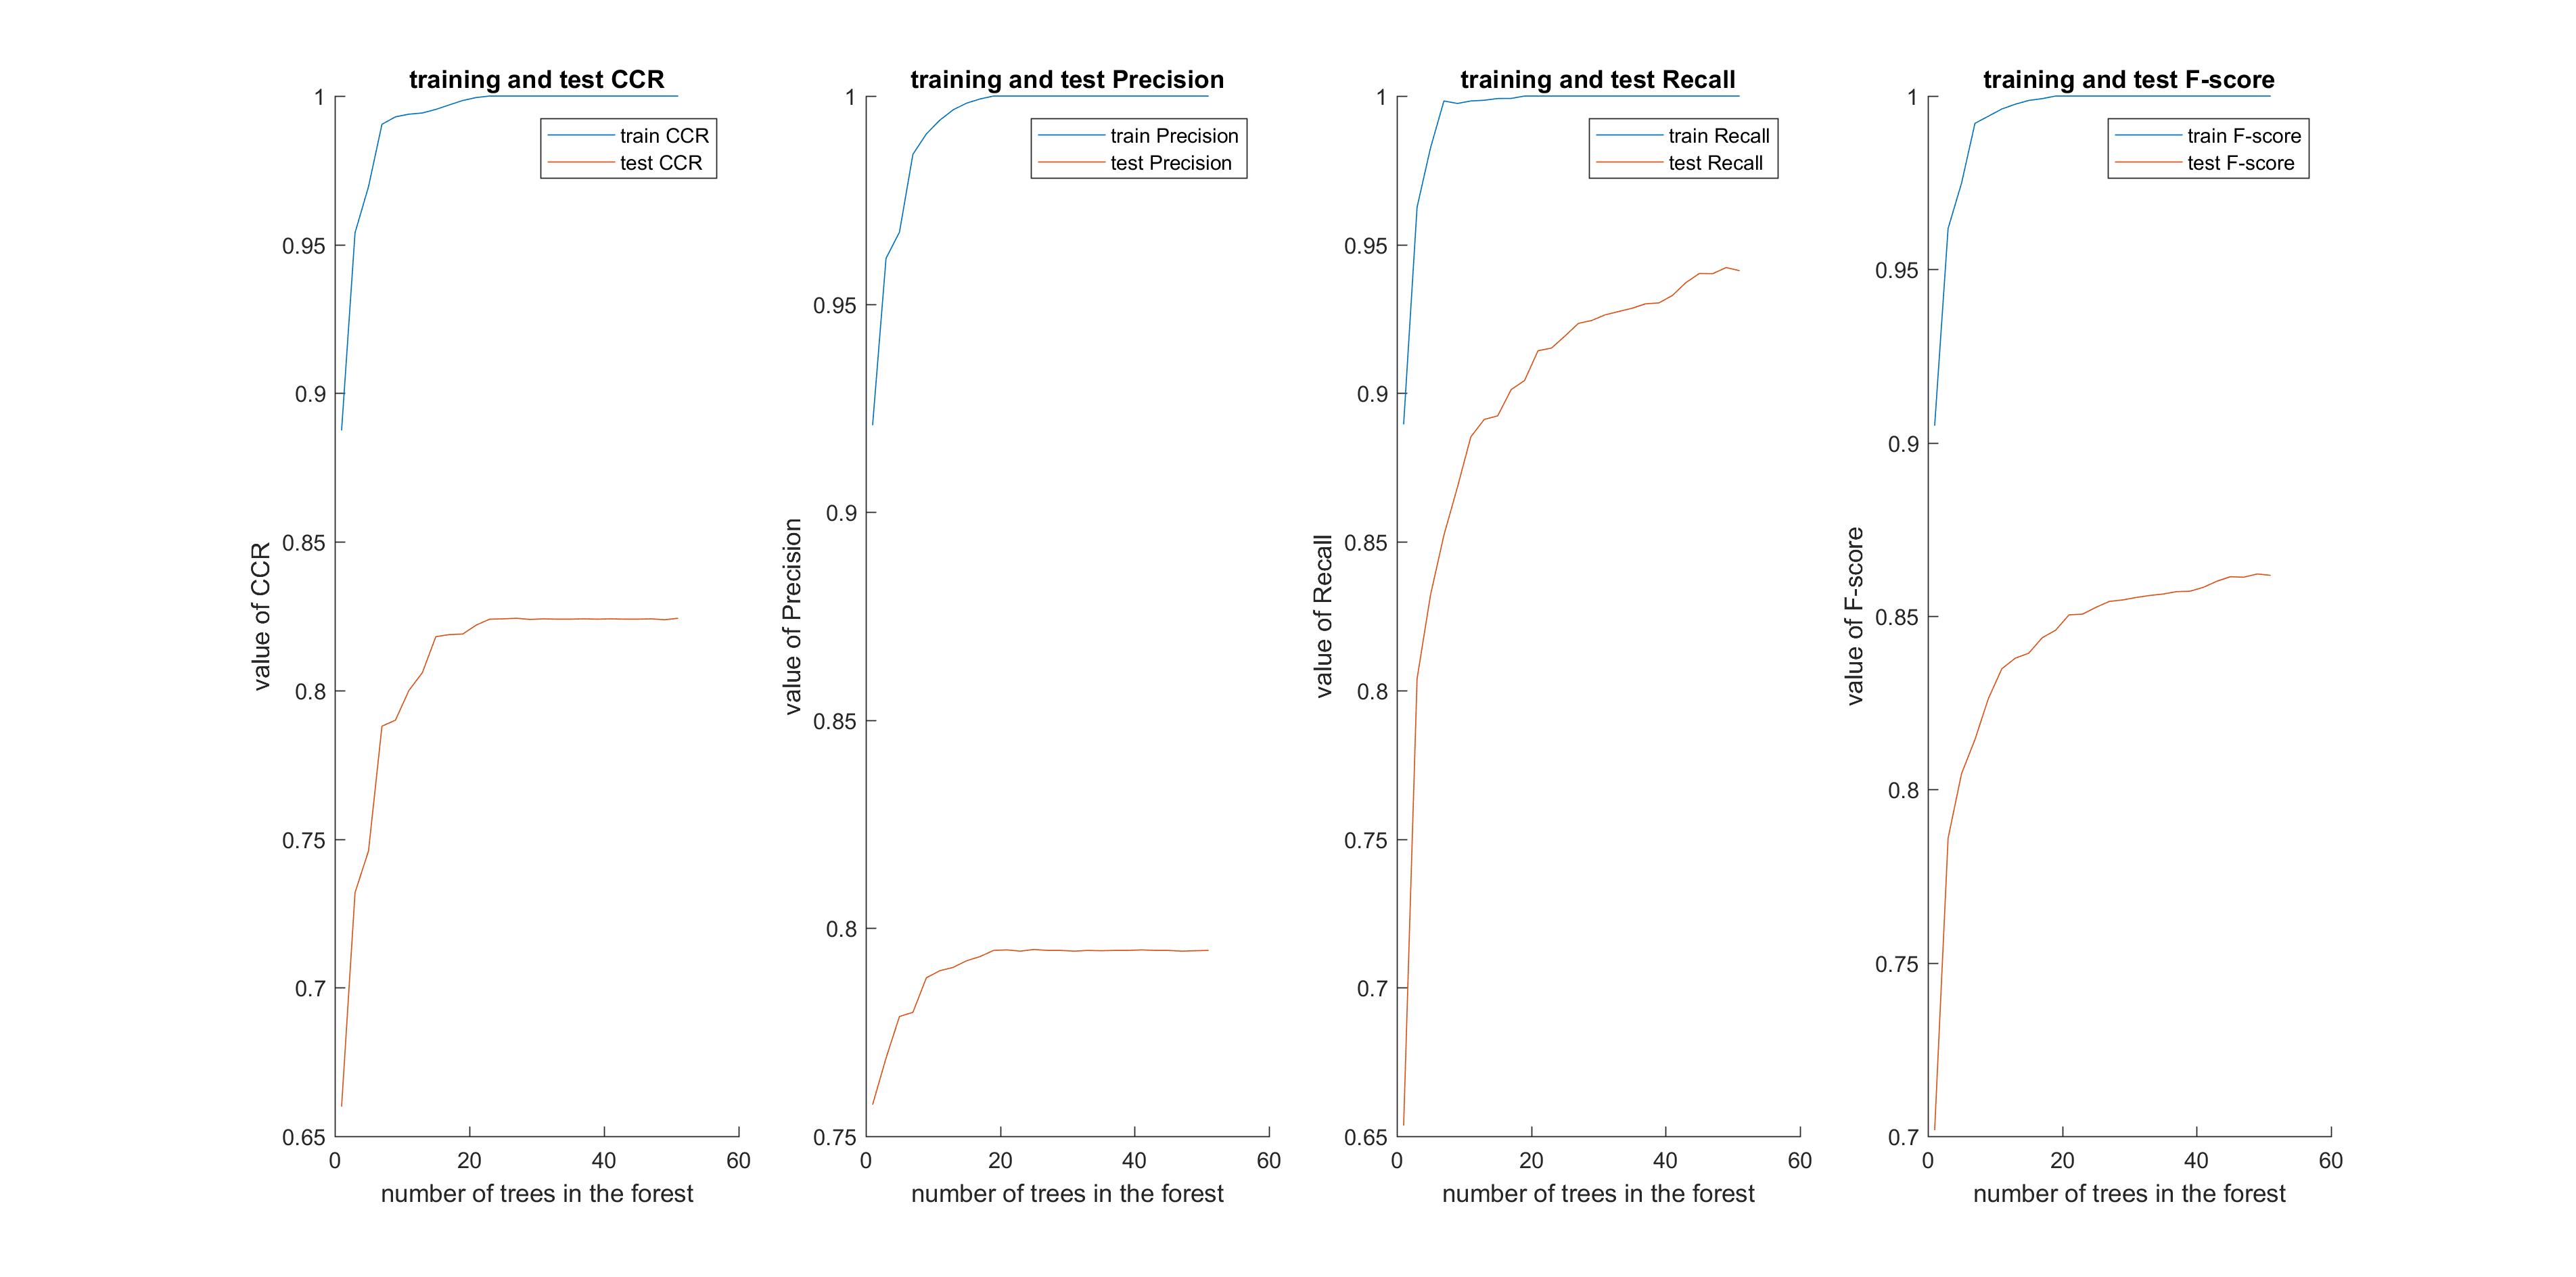 training and test CCR
1
0.95
0.9
0.85
0.8
0.75
0.7
0.65
value of CCR
train CCR
test CCR
0 20 40 60
number of trees in the forest
training and test Precision
1
0.95
0.9
0.85
0.8
0.75
value of Precision
train Precision
test Precision
0 20 40 60
number of trees in the forest
training and test Recall
1
0.95
0.9
0.85
0.8
0.75
0.7
0.65
value of Recall
train Recall
test Recall
0 20 40 60
number of trees in the forest
training and test F-score
1
0.95
0.9
0.85
0.8
0.75
0.7
value of F-score
train F-score
test F-score
0 20 40 60
number of trees in the forest